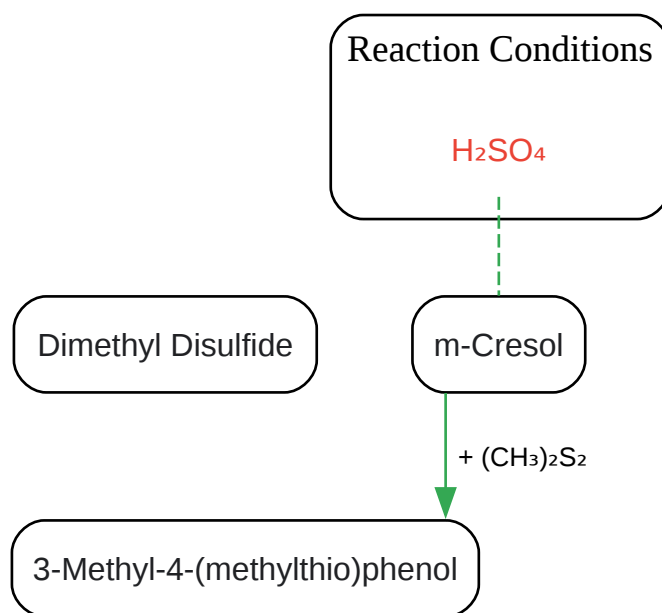 Reaction Conditions
H₂SO₄
Dimethyl Disulfide
m-Cresol
+ (CH₃)₂S₂
3-Methyl-4-(methylthio)phenol